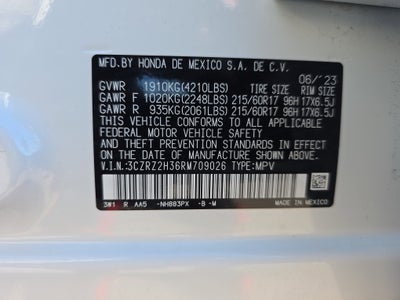 MFD.BY HONDA DE MEXICO S.A. DE C.V.
06/'23
GVWR 1910KG(4210LBS) TIRE SIZE RIM SIZE
GAWR F 1020KG(2248LBS) 215/60R17 96H 17X6.5J
GAWR R 935KG(2061LBS) 215/60R17 96H 17X6.5J
THIS VEHICLE CONFORMS TO ALL APPLICABLE
FEDERAL MOTOR VEHICLE SAFETY, BUMPER,
AND THEFT PREVENTION STANDARDS IN EFFECT
ON THE DATE OF MANUFACTURE SHOWN ABOVE.
V.I.N.:3CZRZ2H36RM709026 TYPE:MPV
3W1 R AA5 -NH883PX -B -M
MADE IN MEXICO